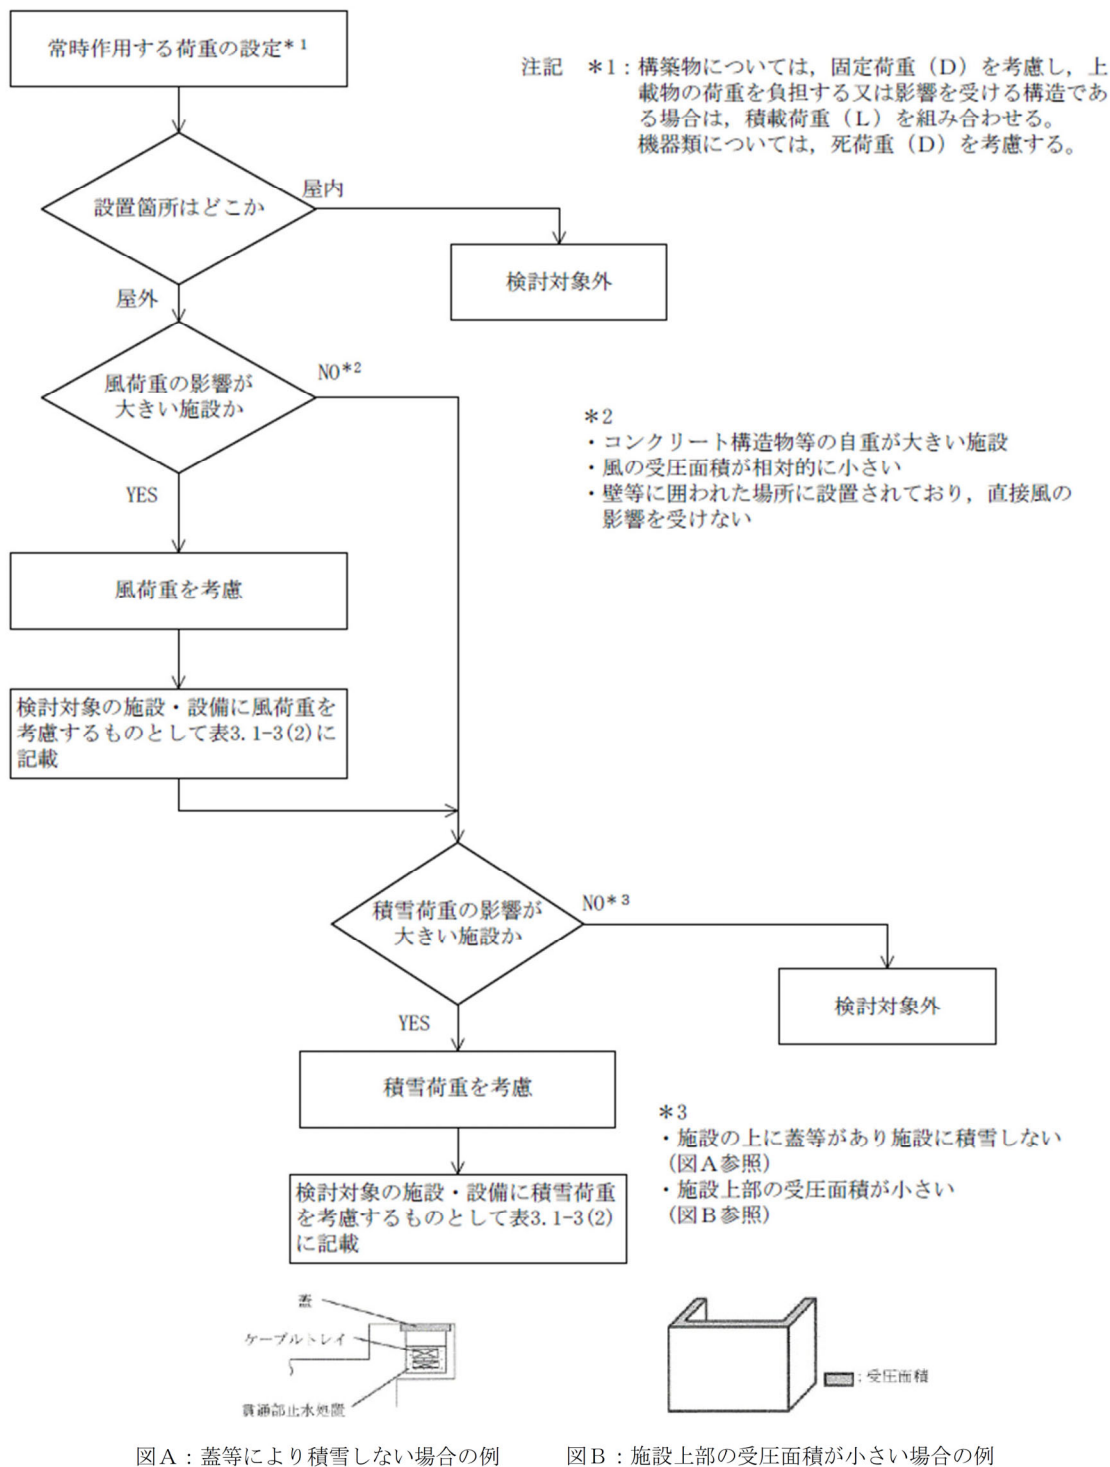 常時作用する荷重の設定＊1
注記　＊1：構築物については，固定荷重（D）を考慮し，上
載物の荷重を負担する又は影響を受ける構造であ
る場合は，積載荷重（L）を組み合わせる。
機器類については，死荷重（D）を考慮する。
設置箇所はどこか
屋内
検討対象外
屋外
風荷重の影響が
大きい施設か
NO＊2
＊2
・コンクリート構造物等の自重が大きい施設
・風の受圧面積が相対的に小さい
・壁等に囲われた場所に設置されており，直接風の
影響を受けない
YES
風荷重を考慮
検討対象の施設・設備に風荷重を
考慮するものとして表3.1-3(2)に
記載
積雪荷重の影響が
大きい施設か
NO＊3
検討対象外
YES
積雪荷重を考慮
＊3
・施設の上に蓋等があり施設に積雪しない
（図A参照）
・施設上部の受圧面積が小さい
（図B参照）
検討対象の施設・設備に積雪荷重
を考慮するものとして表3.1-3(2)
に記載
蓋
ケーブルトレイ
貫通部止水処置
：受圧面積
図A：蓋等により積雪しない場合の例
図B：施設上部の受圧面積が小さい場合の例